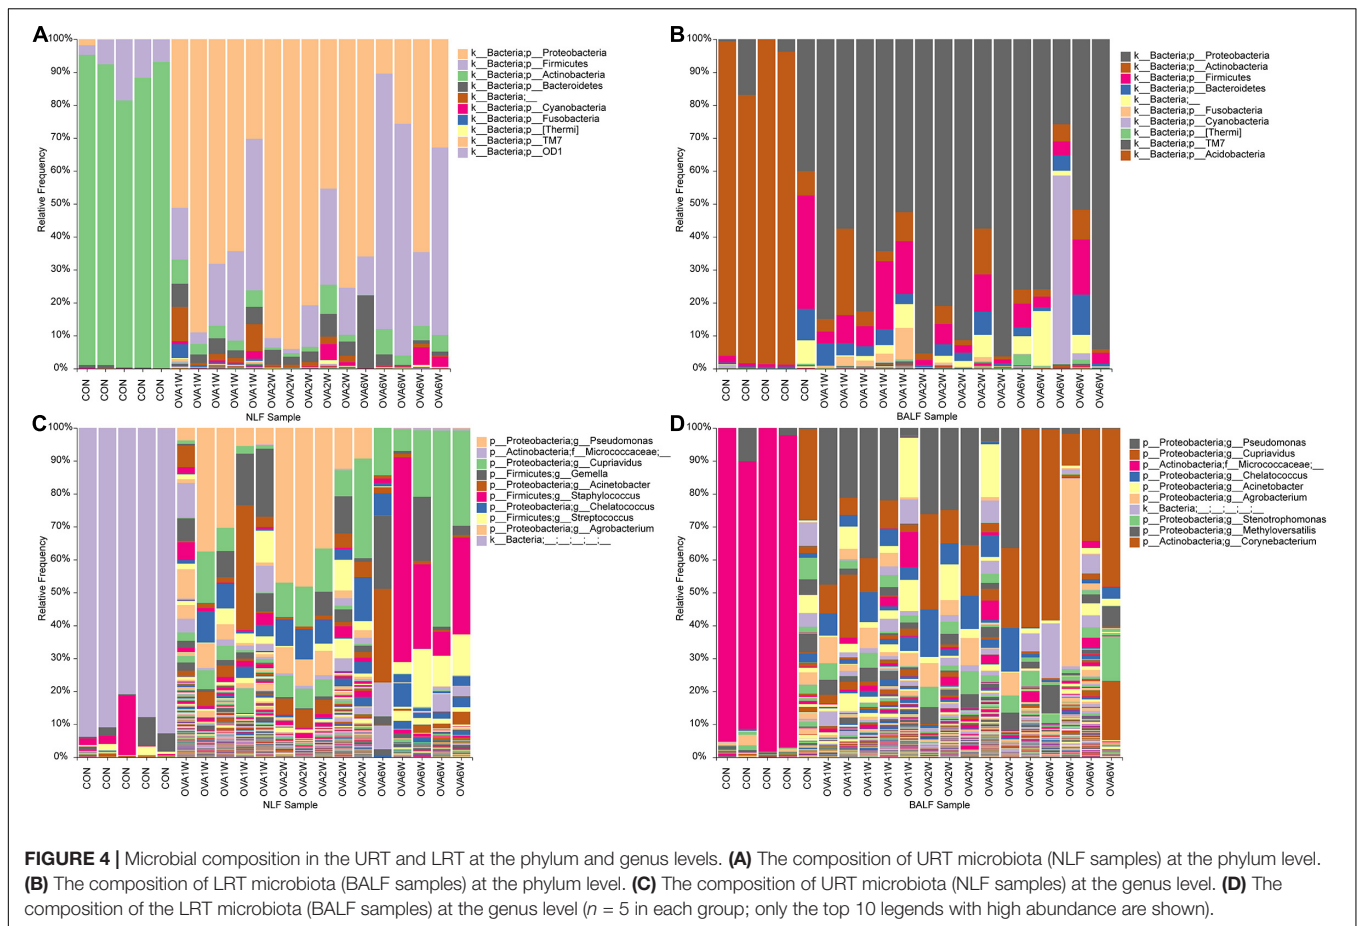 A
100%
90%
80%
70%
60%
50%
40%
30%
20%
10%
0%
Relative Frequency
CON CON CON CON CON OVA1W OVA1W OVA1W OVA1W OVA1W OVA2W OVA2W OVA2W OVA2W OVA2W OVA6W OVA6W OVA6W OVA6W OVA6W
NLF Sample
k__Bacteria;p__Proteobacteria
k__Bacteria;p__Firmicutes
k__Bacteria;p__Actinobacteria
k__Bacteria;p__Bacteroidetes
k__Bacteria;__
k__Bacteria;p__Cyanobacteria
k__Bacteria;p__Fusobacteria
k__Bacteria;p__[Thermi]
k__Bacteria;p__TM7
k__Bacteria;p__OD1
B
100%
90%
80%
70%
60%
50%
40%
30%
20%
10%
0%
Relative Frequency
CON CON CON CON CON OVA1W OVA1W OVA1W OVA1W OVA1W OVA2W OVA2W OVA2W OVA2W OVA2W OVA6W OVA6W OVA6W OVA6W OVA6W
BALF Sample
k__Bacteria;p__Proteobacteria
k__Bacteria;p__Actinobacteria
k__Bacteria;p__Firmicutes
k__Bacteria;p__Bacteroidetes
k__Bacteria;__
k__Bacteria;p__Fusobacteria
k__Bacteria;p__Cyanobacteria
k__Bacteria;p__[Thermi]
k__Bacteria;p__TM7
k__Bacteria;p__Acidobacteria
C
100%
90%
80%
70%
60%
50%
40%
30%
20%
10%
0%
Relative Frequency
CON CON CON CON CON OVA1W OVA1W OVA1W OVA1W OVA1W OVA2W OVA2W OVA2W OVA2W OVA2W OVA6W OVA6W OVA6W OVA6W OVA6W
NLF Sample
p__Proteobacteria;g__Pseudomonas
p__Actinobacteria;f__Micrococcaceae;__
p__Proteobacteria;g__Cupriavidus
p__Firmicutes;g__Gemella
p__Proteobacteria;g__Acinetobacter
p__Firmicutes;g__Staphylococcus
p__Proteobacteria;g__Chelatococcus
p__Firmicutes;g__Streptococcus
p__Proteobacteria;g__Agrobacterium
k__Bacteria;__;__;__;__;__
D
100%
90%
80%
70%
60%
50%
40%
30%
20%
10%
0%
Relative Frequency
CON CON CON CON CON OVA1W OVA1W OVA1W OVA1W OVA1W OVA2W OVA2W OVA2W OVA2W OVA2W OVA6W OVA6W OVA6W OVA6W OVA6W
BALF Sample
p__Proteobacteria;g__Pseudomonas
p__Proteobacteria;g__Cupriavidus
p__Actinobacteria;f__Micrococcaceae;__
p__Proteobacteria;g__Chelatococcus
p__Proteobacteria;g__Acinetobacter
p__Proteobacteria;g__Agrobacterium
k__Bacteria;__;__;__;__;__
p__Proteobacteria;g__Stenotrophomonas
p__Proteobacteria;g__Methyloversatilis
p__Actinobacteria;g__Corynebacterium
FIGURE 4 | Microbial composition in the URT and LRT at the phylum and genus levels. (A) The composition of URT microbiota (NLF samples) at the phylum level.
(B) The composition of LRT microbiota (BALF samples) at the phylum level. (C) The composition of URT microbiota (NLF samples) at the genus level. (D) The
composition of the LRT microbiota (BALF samples) at the genus level (n = 5 in each group; only the top 10 legends with high abundance are shown).